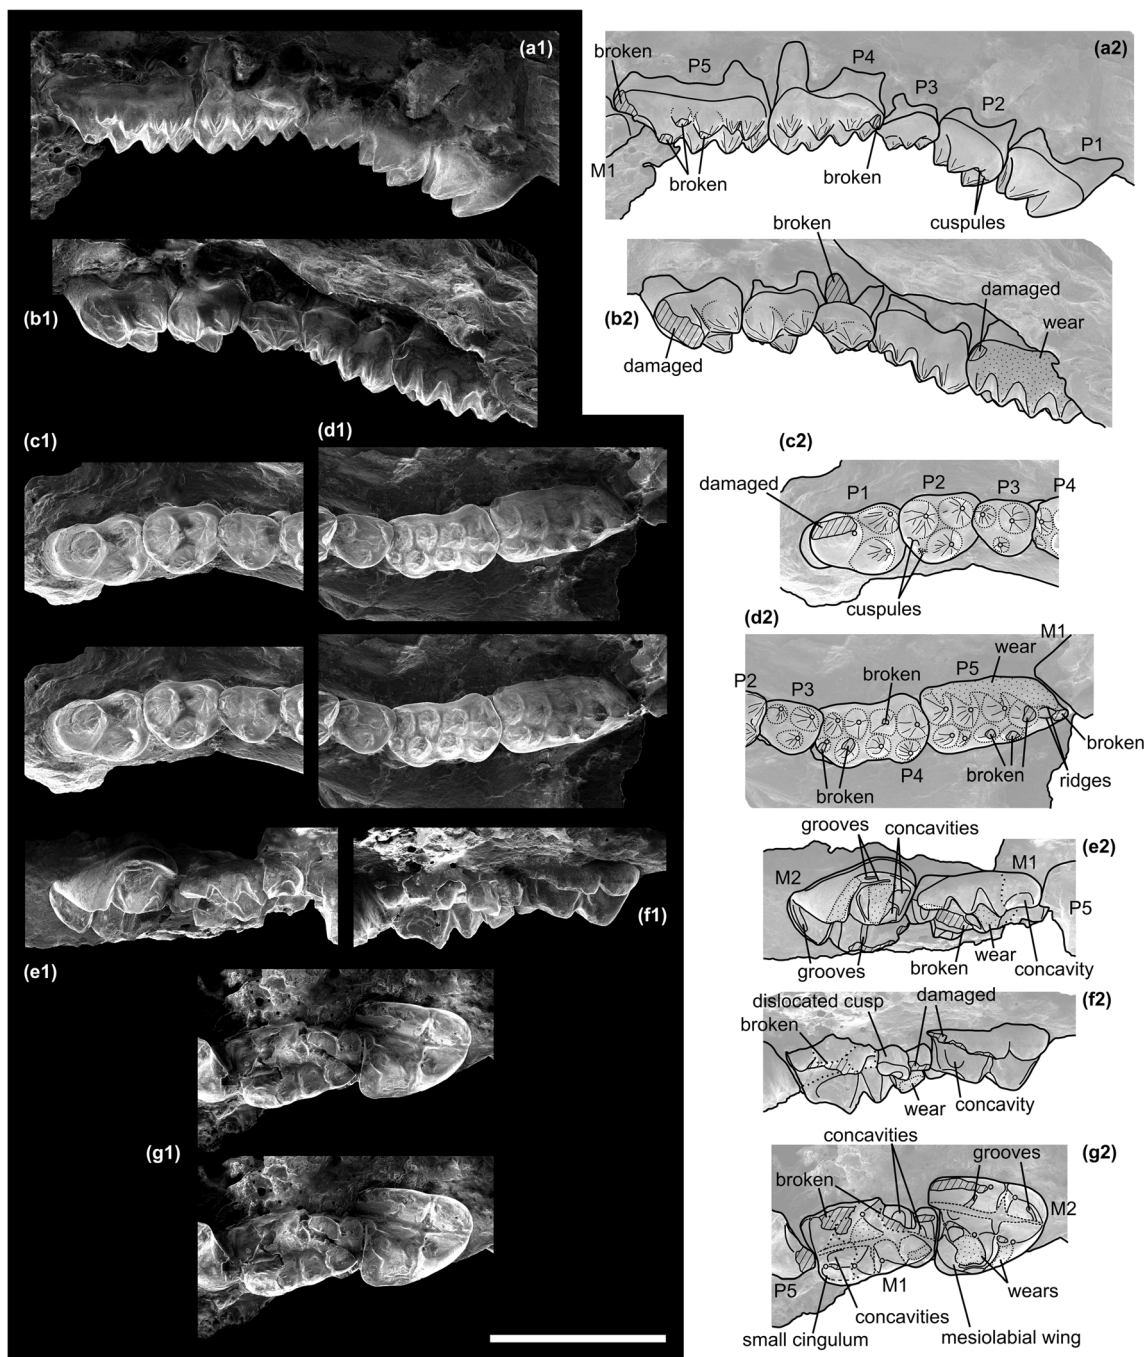 (a1)
broken
P5
P4
(a2)
P3
P2
P1
M1
broken
broken
cuspules
broken
(b1)
(b2)
damaged
wear
damaged
(c1)
(d1)
(c2)
damaged
P1
P2
P3
P4
cuspules
(d2)
M1
wear
P5
broken
P2
P3
broken
P4
broken
broken
ridges
grooves
concavities
(e2)
M2
M1
P5
(f1)
grooves
wear
broken
concavity
(e1)
dislocated cusp
damaged
(f2)
broken
wear
concavity
(g1)
concavities
grooves
(g2)
broken
M2
P5
M1
wears
concavities
small cingulum
mesiolabial wing